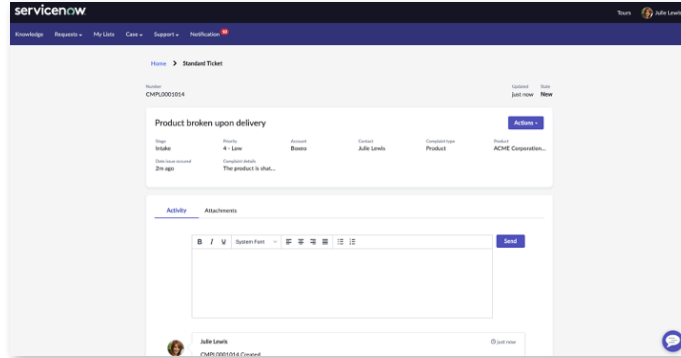 servicenow
Tours Julie Lewis
Knowledge Requests My Lists Case Support Notification
Home > Standard Ticket
Number Updated State
CMPL0001014 just now New
Product broken upon delivery Actions
Stage Priority Account Contact Complaint type Product
Intake 4 - Low Boxeo Julie Lewis Product ACME Corporation...
Date issue occurred Complaint details
2m ago The product is shat...
Activity Attachments
B I U System Font Send
Julie Lewis just now
CMPL0001014 Created